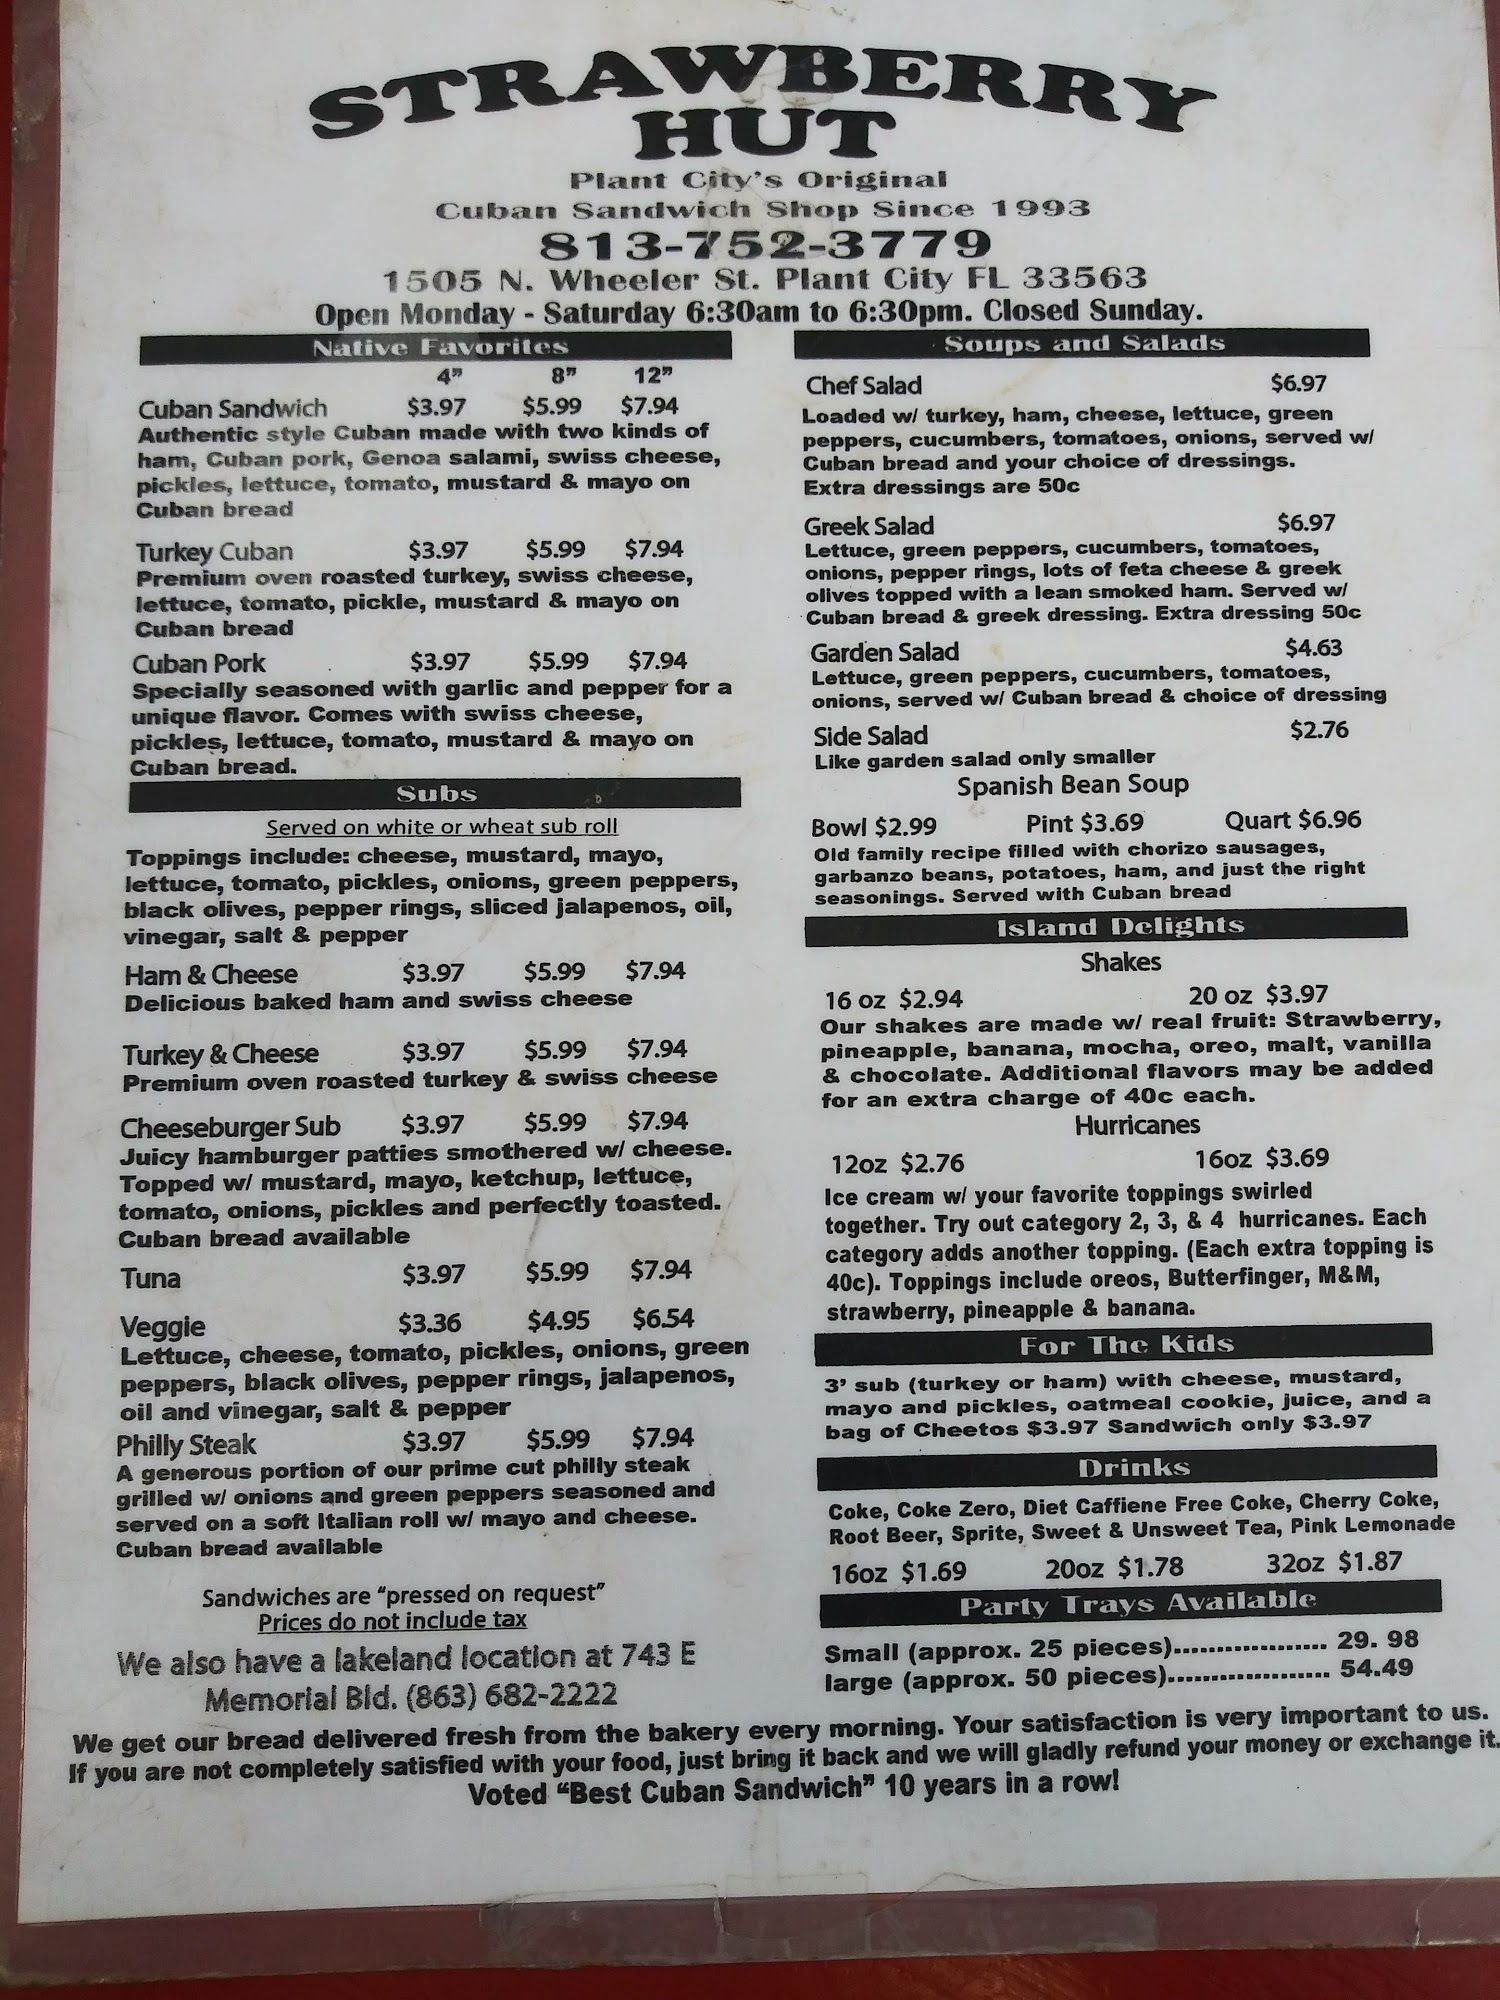 STRAWBERRY
HUT
Plant City's Original
Cuban Sandwich Shop Since 1993
813-752-3779
1505 N. Wheeler St. Plant City FL 33563
Open Monday - Saturday 6:30am to 6:30pm. Closed Sunday.
Native Favorites
4" 8" 12"
Cuban Sandwich $3.97 $5.99 $7.94
Authentic style Cuban made with two kinds of
ham, Cuban pork, Genoa salami, swiss cheese,
pickles, lettuce, tomato, mustard & mayo on
Cuban bread
Turkey Cuban $3.97 $5.99 $7.94
Premium oven roasted turkey, swiss cheese,
lettuce, tomato, pickle, mustard & mayo on
Cuban bread
Cuban Pork $3.97 $5.99 $7.94
Specially seasoned with garlic and pepper for a
unique flavor. Comes with swiss cheese,
pickles, lettuce, tomato, mustard & mayo on
Cuban bread.
Subs
Served on white or wheat sub roll
Toppings include: cheese, mustard, mayo,
lettuce, tomato, pickles, onions, green peppers,
black olives, pepper rings, sliced jalapenos, oil,
vinegar, salt & pepper
Ham & Cheese $3.97 $5.99 $7.94
Delicious baked ham and swiss cheese
Turkey & Cheese $3.97 $5.99 $7.94
Premium oven roasted turkey & swiss cheese
Cheeseburger Sub $3.97 $5.99 $7.94
Juicy hamburger patties smothered w/ cheese.
Topped w/ mustard, mayo, ketchup, lettuce,
tomato, onions, pickles and perfectly toasted.
Cuban bread available
Tuna $3.97 $5.99 $7.94
Veggie $3.36 $4.95 $6.54
Lettuce, cheese, tomato, pickles, onions, green
peppers, black olives, pepper rings, jalapenos,
oil and vinegar, salt & pepper
Philly Steak $3.97 $5.99 $7.94
A generous portion of our prime cut philly steak
grilled w/ onions and green peppers seasoned and
served on a soft Italian roll w/ mayo and cheese.
Cuban bread available
Sandwiches are "pressed on request"
Prices do not include tax
We also have a lakeland location at 743 E
Memorial Bld. (863) 682-2222
Soups and Salads
Chef Salad $6.97
Loaded w/ turkey, ham, cheese, lettuce, green
peppers, cucumbers, tomatoes, onions, served w/
Cuban bread and your choice of dressings.
Extra dressings are 50c
Greek Salad $6.97
Lettuce, green peppers, cucumbers, tomatoes,
onions, pepper rings, lots of feta cheese & greek
olives topped with a lean smoked ham. Served w/
Cuban bread & greek dressing. Extra dressing 50c
Garden Salad $4.63
Lettuce, green peppers, cucumbers, tomatoes,
onions, served w/ Cuban bread & choice of dressing
Side Salad $2.76
Like garden salad only smaller
Spanish Bean Soup
Bowl $2.99 Pint $3.69 Quart $6.96
Old family recipe filled with chorizo sausages,
garbanzo beans, potatoes, ham, and just the right
seasonings. Served with Cuban bread
Island Delights
Shakes
16 oz $2.94 20 oz $3.97
Our shakes are made w/ real fruit: Strawberry,
pineapple, banana, mocha, oreo, malt, vanilla
& chocolate. Additional flavors may be added
for an extra charge of 40c each.
Hurricanes
12oz $2.76 16oz $3.69
Ice cream w/ your favorite toppings swirled
together. Try out category 2, 3, & 4 hurricanes. Each
category adds another topping. (Each extra topping is
40c). Toppings include oreos, Butterfinger, M&M,
strawberry, pineapple & banana.
For The Kids
3' sub (turkey or ham) with cheese, mustard,
mayo and pickles, oatmeal cookie, juice, and a
bag of Cheetos $3.97 Sandwich only $3.97
Drinks
Coke, Coke Zero, Diet Caffiene Free Coke, Cherry Coke,
Root Beer, Sprite, Sweet & Unsweet Tea, Pink Lemonade
16oz $1.69 20oz $1.78 32oz $1.87
Party Trays Available
Small (approx. 25 pieces).................. 29. 98
large (approx. 50 pieces)................... 54.49
We get our bread delivered fresh from the bakery every morning. Your satisfaction is very important to us.
If you are not completely satisfied with your food, just bring it back and we will gladly refund your money or exchange it.
Voted "Best Cuban Sandwich" 10 years in a row!